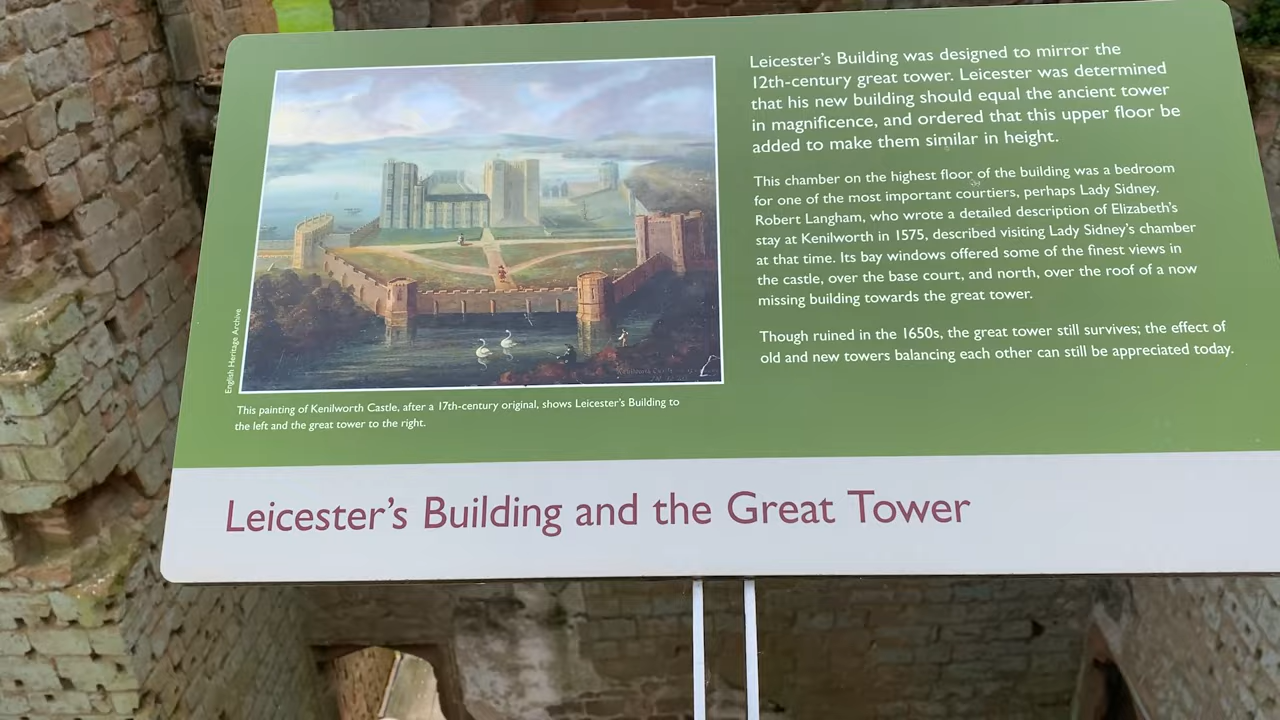 Leicester's Building was designed to mirror the
12th-century great tower. Leicester was determined
that his new building should equal the ancient tower
in magnificence, and ordered that this upper floor be
added to make them similar in height.
This chamber on the highest floor of the building was a bedroom
for one of the most important courtiers, perhaps Lady Sidney.
Robert Langham, who wrote a detailed description of Elizabeth's
stay at Kenilworth in 1575, described visiting Lady Sidney's chamber
at that time. Its bay windows offered some of the finest views in
the castle, over the base court, and north, over the roof of a now
missing building towards the great tower.
Though ruined in the 1650s, the great tower still survives; the effect of
old and new towers balancing each other can still be appreciated today.
English Heritage Archive
Kenilworth Castle
This painting of Kenilworth Castle, after a 17th-century original, shows Leicester's Building to
the left and the great tower to the right.
Leicester's Building and the Great Tower